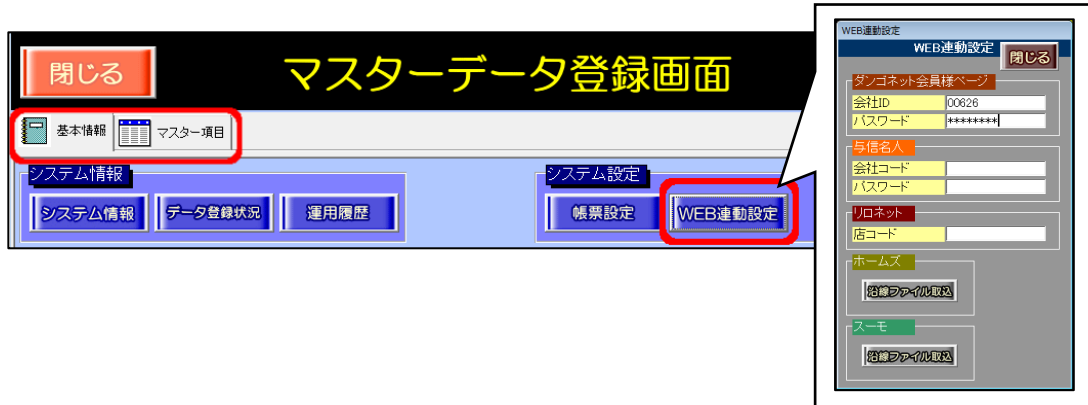 閉じる
マスターデータ登録画面
基本情報
マスター項目
システム情報
システム情報
データ登録状況
運用履歴
システム設定
帳票設定
WEB連動設定
WEB連動設定
WEB連動設定
閉じる
ダンゴネット会員様ページ
会社ID
00626
パスワード
********
与信名人
会社コード
パスワード
リロネット
店コード
ホームズ
沿線ファイル取込
スーモ
沿線ファイル取込